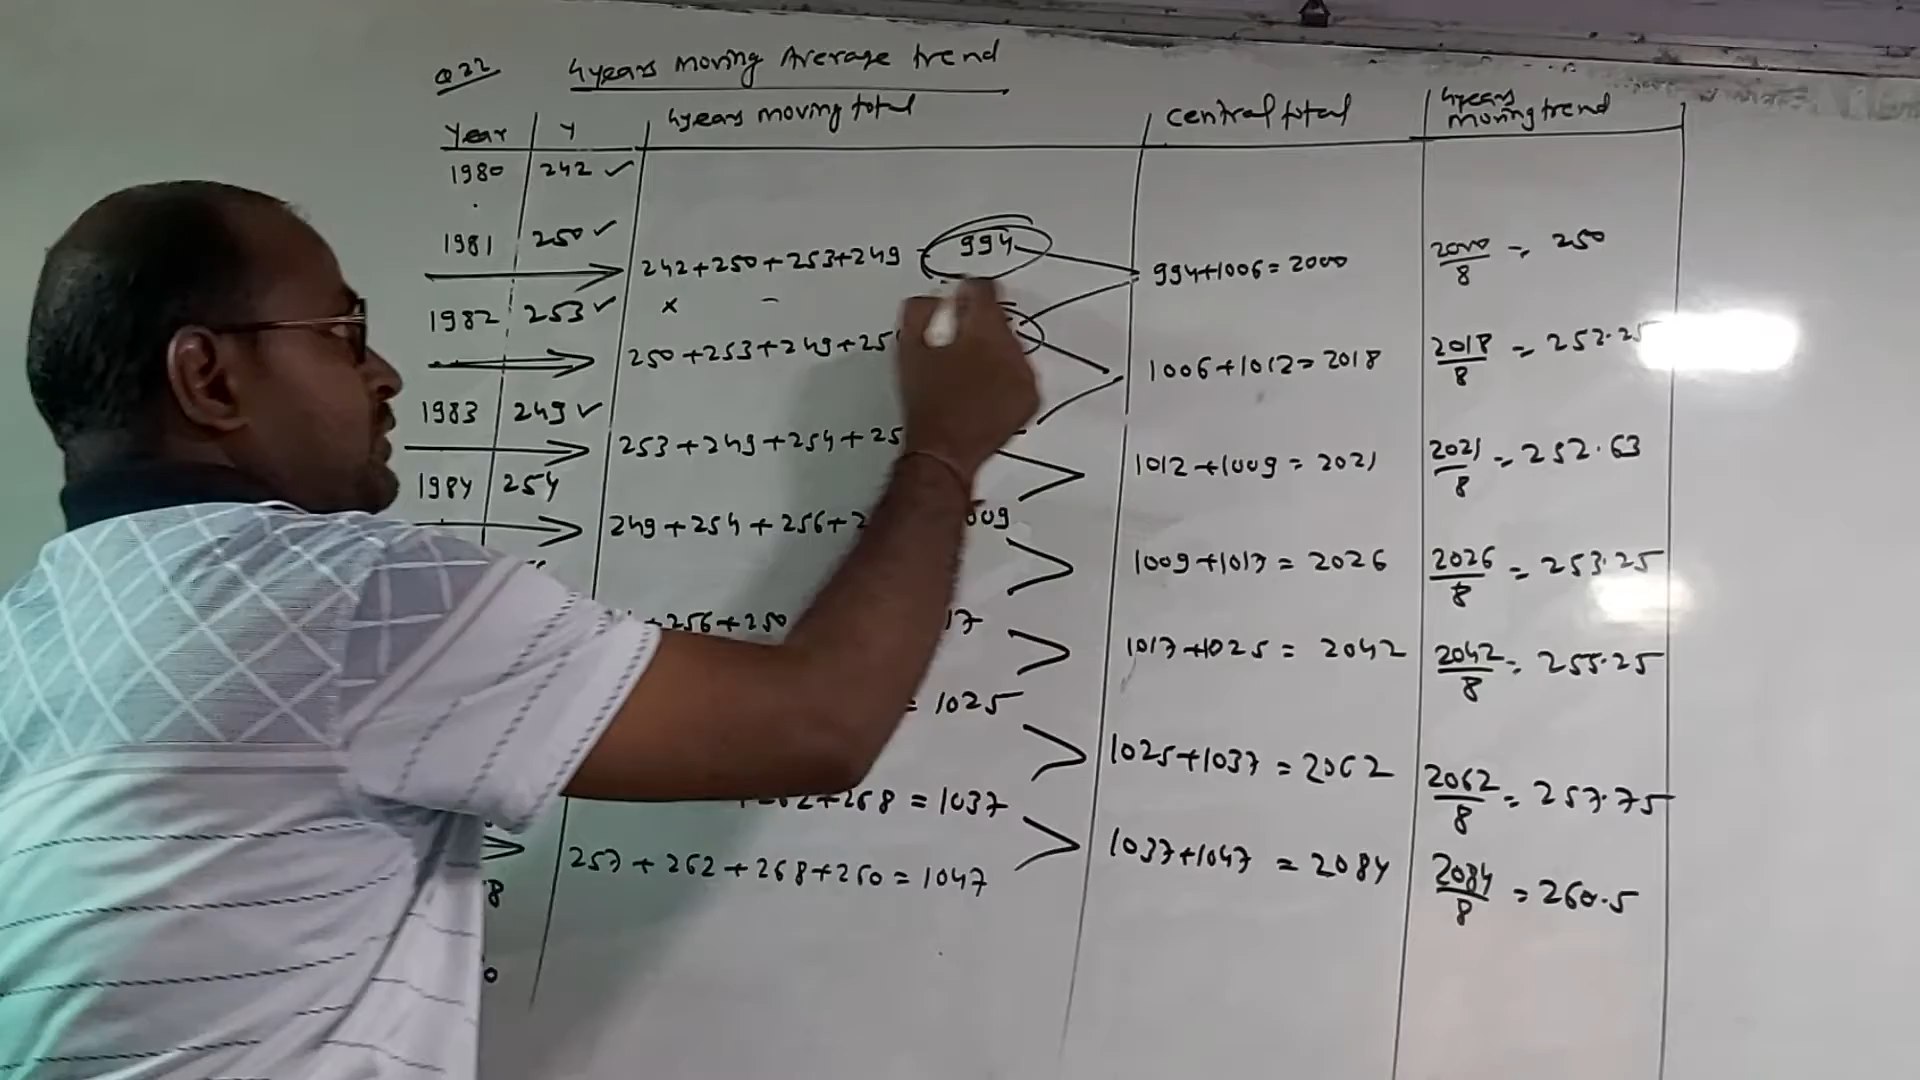 Q22 4years moving Average trend
Year Y 4years moving total central total 4years moving trend
1980 242 ✓
1981 250 ✓
242+250+253+249 - 994 994+1006=2000 2000/8 = 250
1982 253 ✓ x -
250+253+249+25 1006+1012=2018 2018/8 = 252.25
1983 249 ✓
253+249+254+25 1012+1009=2021 2021/8 = 252.63
1984 254
249+254+256+2 009 1009+1017=2026 2026/8 = 253.25
+256+250 17 1017+1025=2042 2042/8 = 255.25
= 1025 1025+1037=2062 2062/8 = 257.75
+268=1037
257+262+268+260=1047 1037+1047=2084 2084/8 = 260.5
8
0